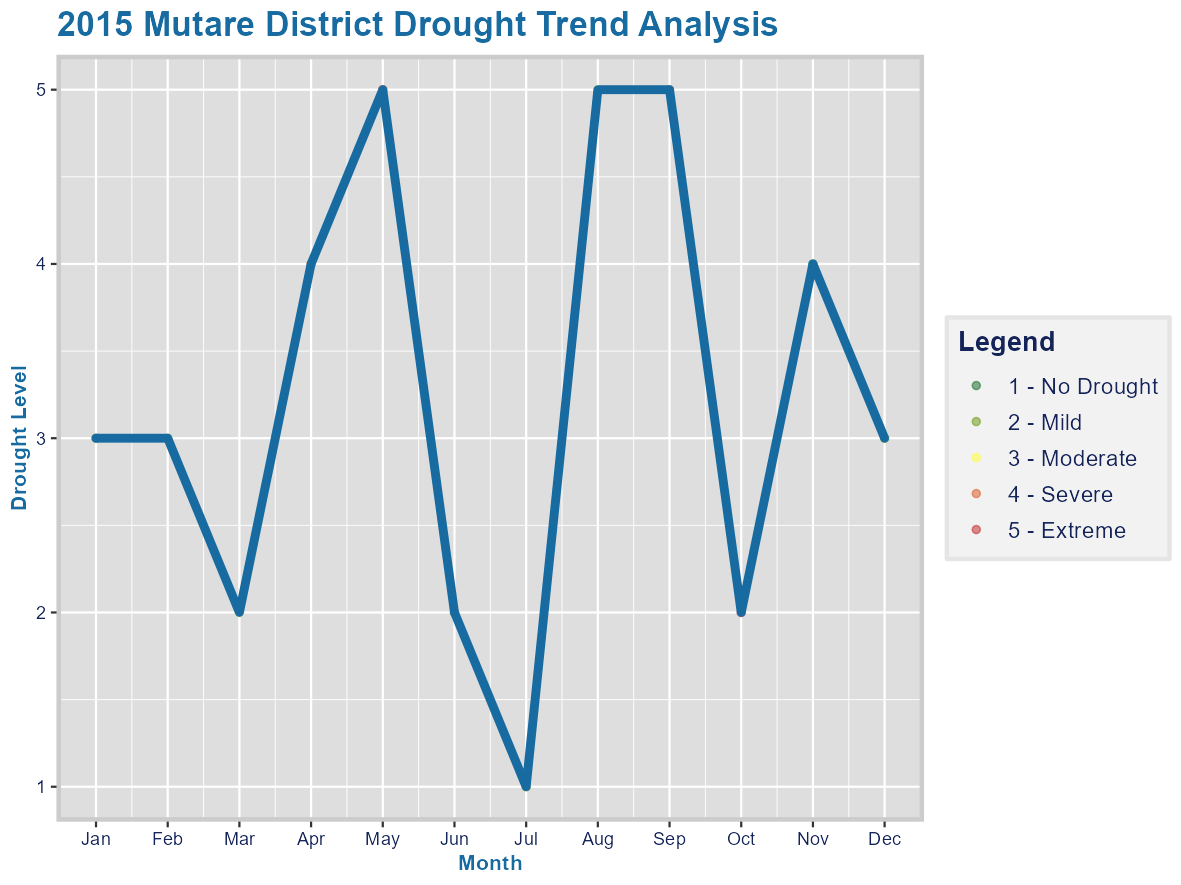 2015 Mutare District Drought Trend Analysis
Drought Level
5
4
3
2
1
Jan Feb Mar Apr May Jun Jul Aug Sep Oct Nov Dec
Month
Legend
1 - No Drought
2 - Mild
3 - Moderate
4 - Severe
5 - Extreme